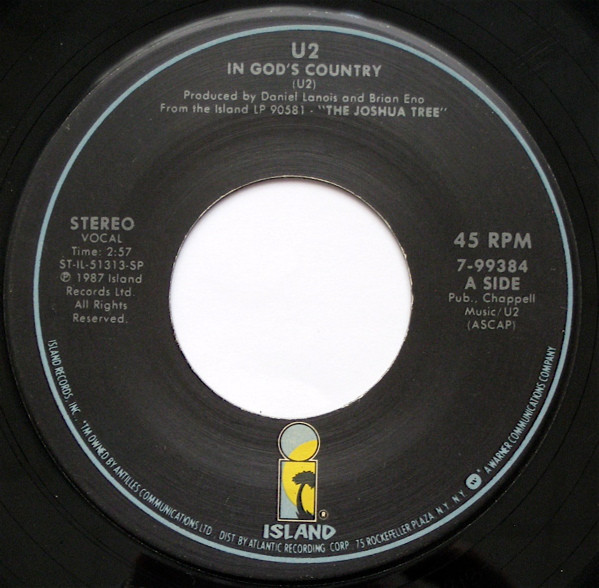 U2
IN GOD'S COUNTRY
(U2)
Produced by Daniel Lanois and Brian Eno
From the Island LP 90581 - "THE JOSHUA TREE"
STEREO
VOCAL
Time: 2:57
ST-IL-51313-SP
℗ 1987 Island
Records Ltd.
All Rights
Reserved.
45 RPM
7-99384
A SIDE
Pub., Chappell
Music/U2
(ASCAP)
ISLAND
ISLAND RECORDS, INC. *TM OWNED BY ANTILLES COMMUNICATIONS LTD. DIST BY ATLANTIC RECORDING CORP. 75 ROCKEFELLER PLAZA N.Y. N.Y. W * A WARNER COMMUNICATIONS COMPANY